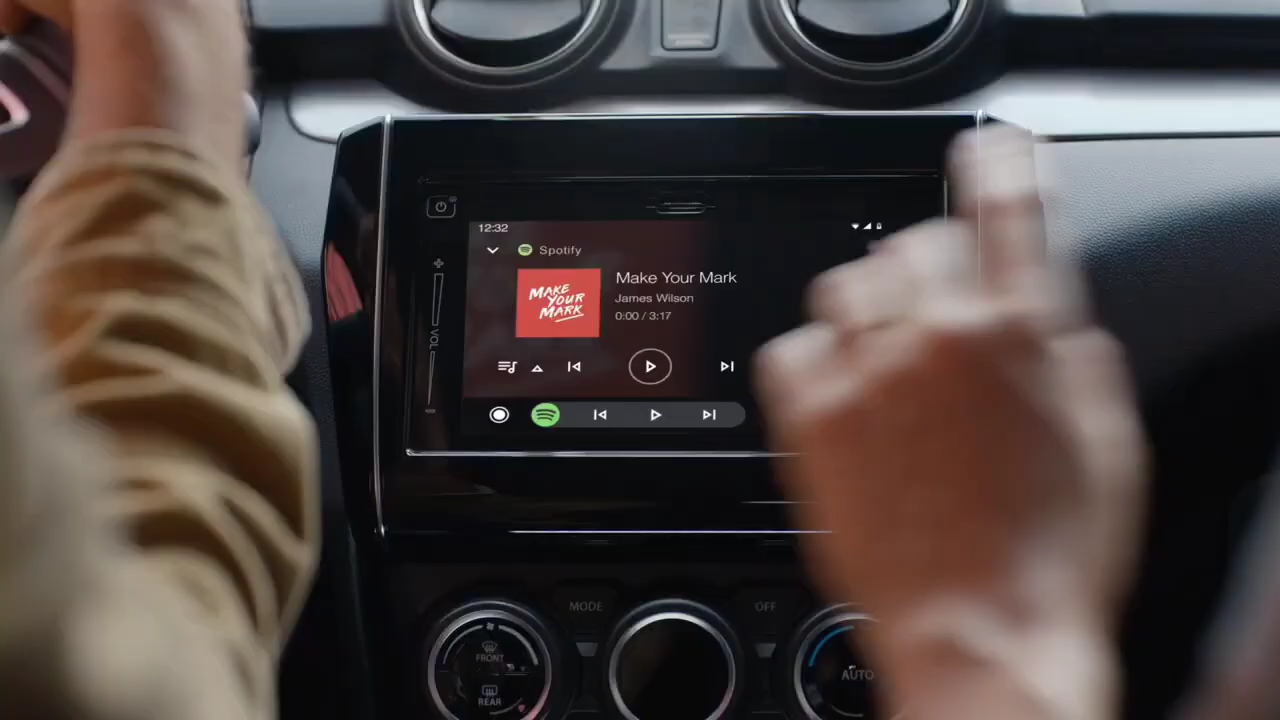 12:32
Spotify
MAKE
YOUR
MARK
Make Your Mark
James Wilson
0:00 / 3:17
VOL
MODE
OFF
FRONT
REAR
AUTO